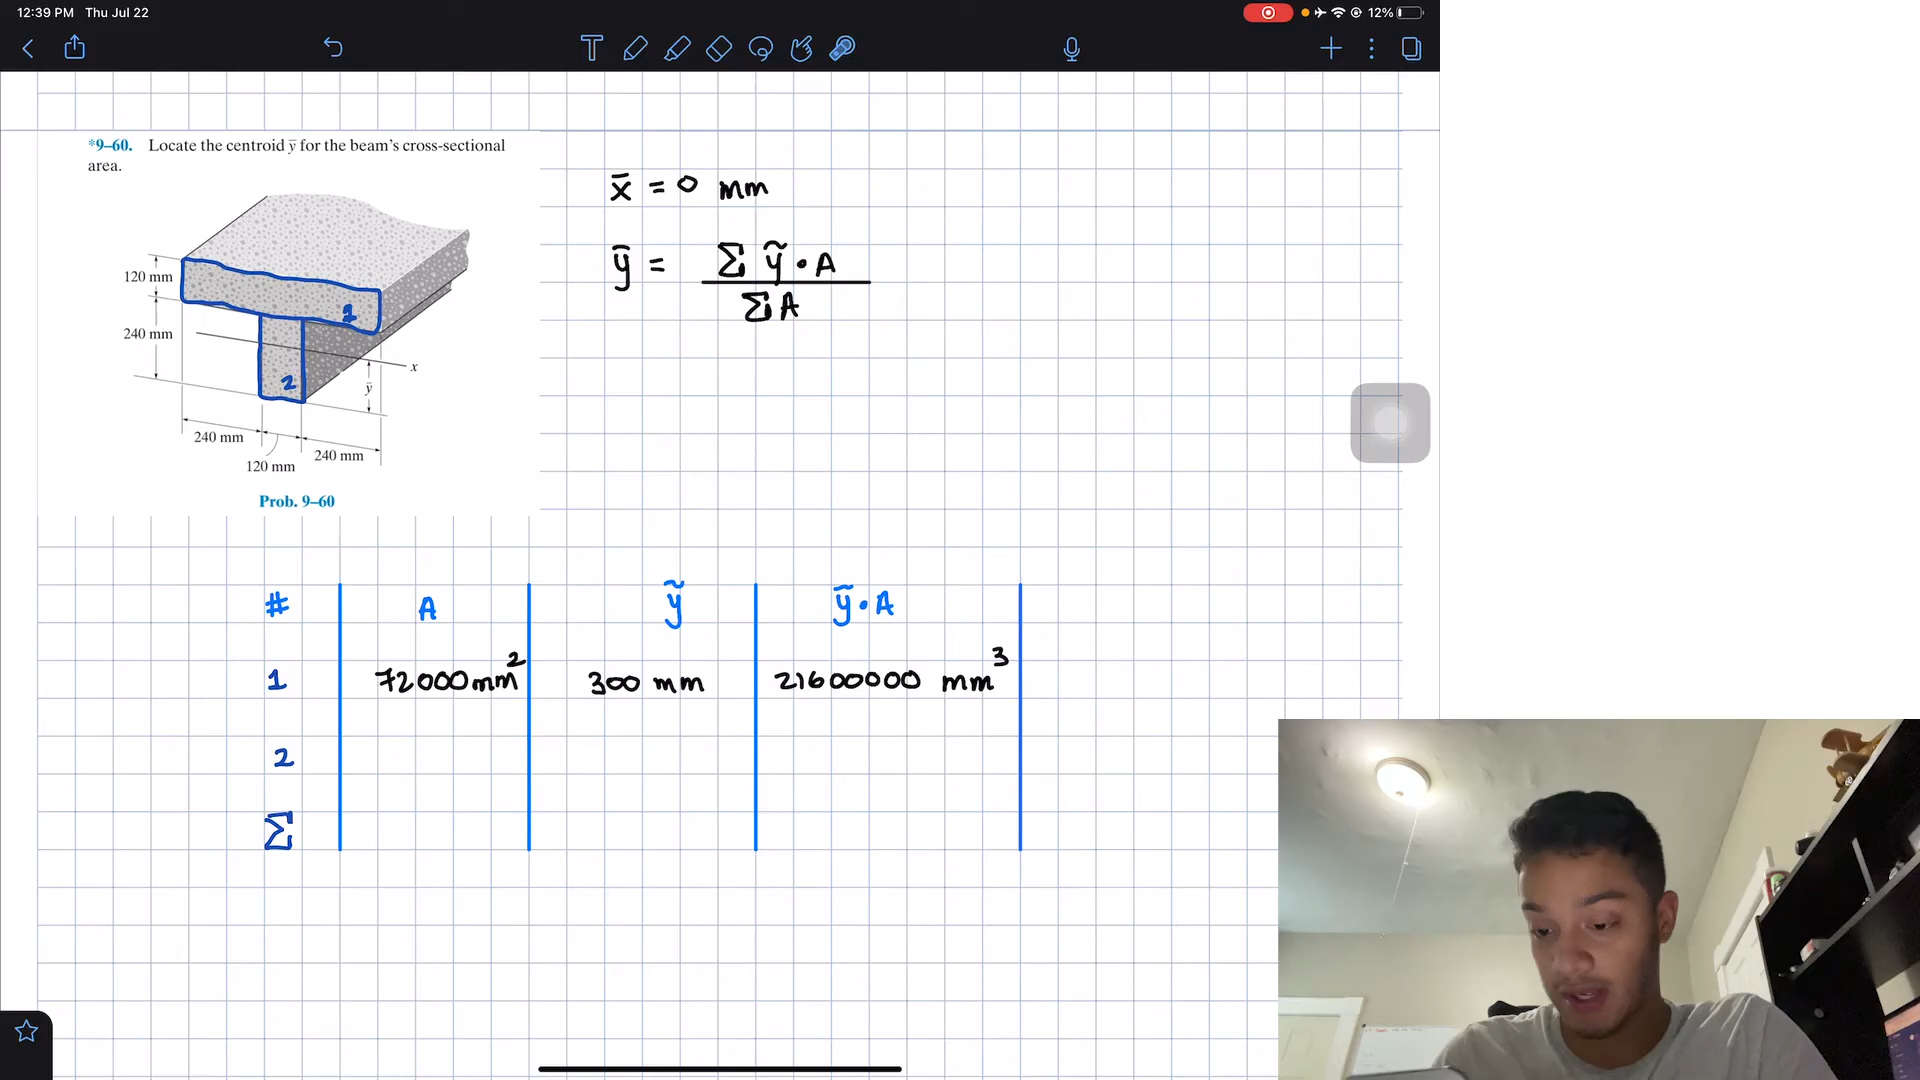 12:39 PM Thu Jul 22
12%
*9–60. Locate the centroid y̅ for the beam's cross-sectional
area.
x̅ = 0 mm
y̅ = Σ ỹ · A
Σ A
120 mm
1
240 mm
x
2
y̅
240 mm
240 mm
120 mm
Prob. 9–60
# A ỹ ỹ · A
1 72000 mm² 300 mm 21600000 mm³
2
Σ